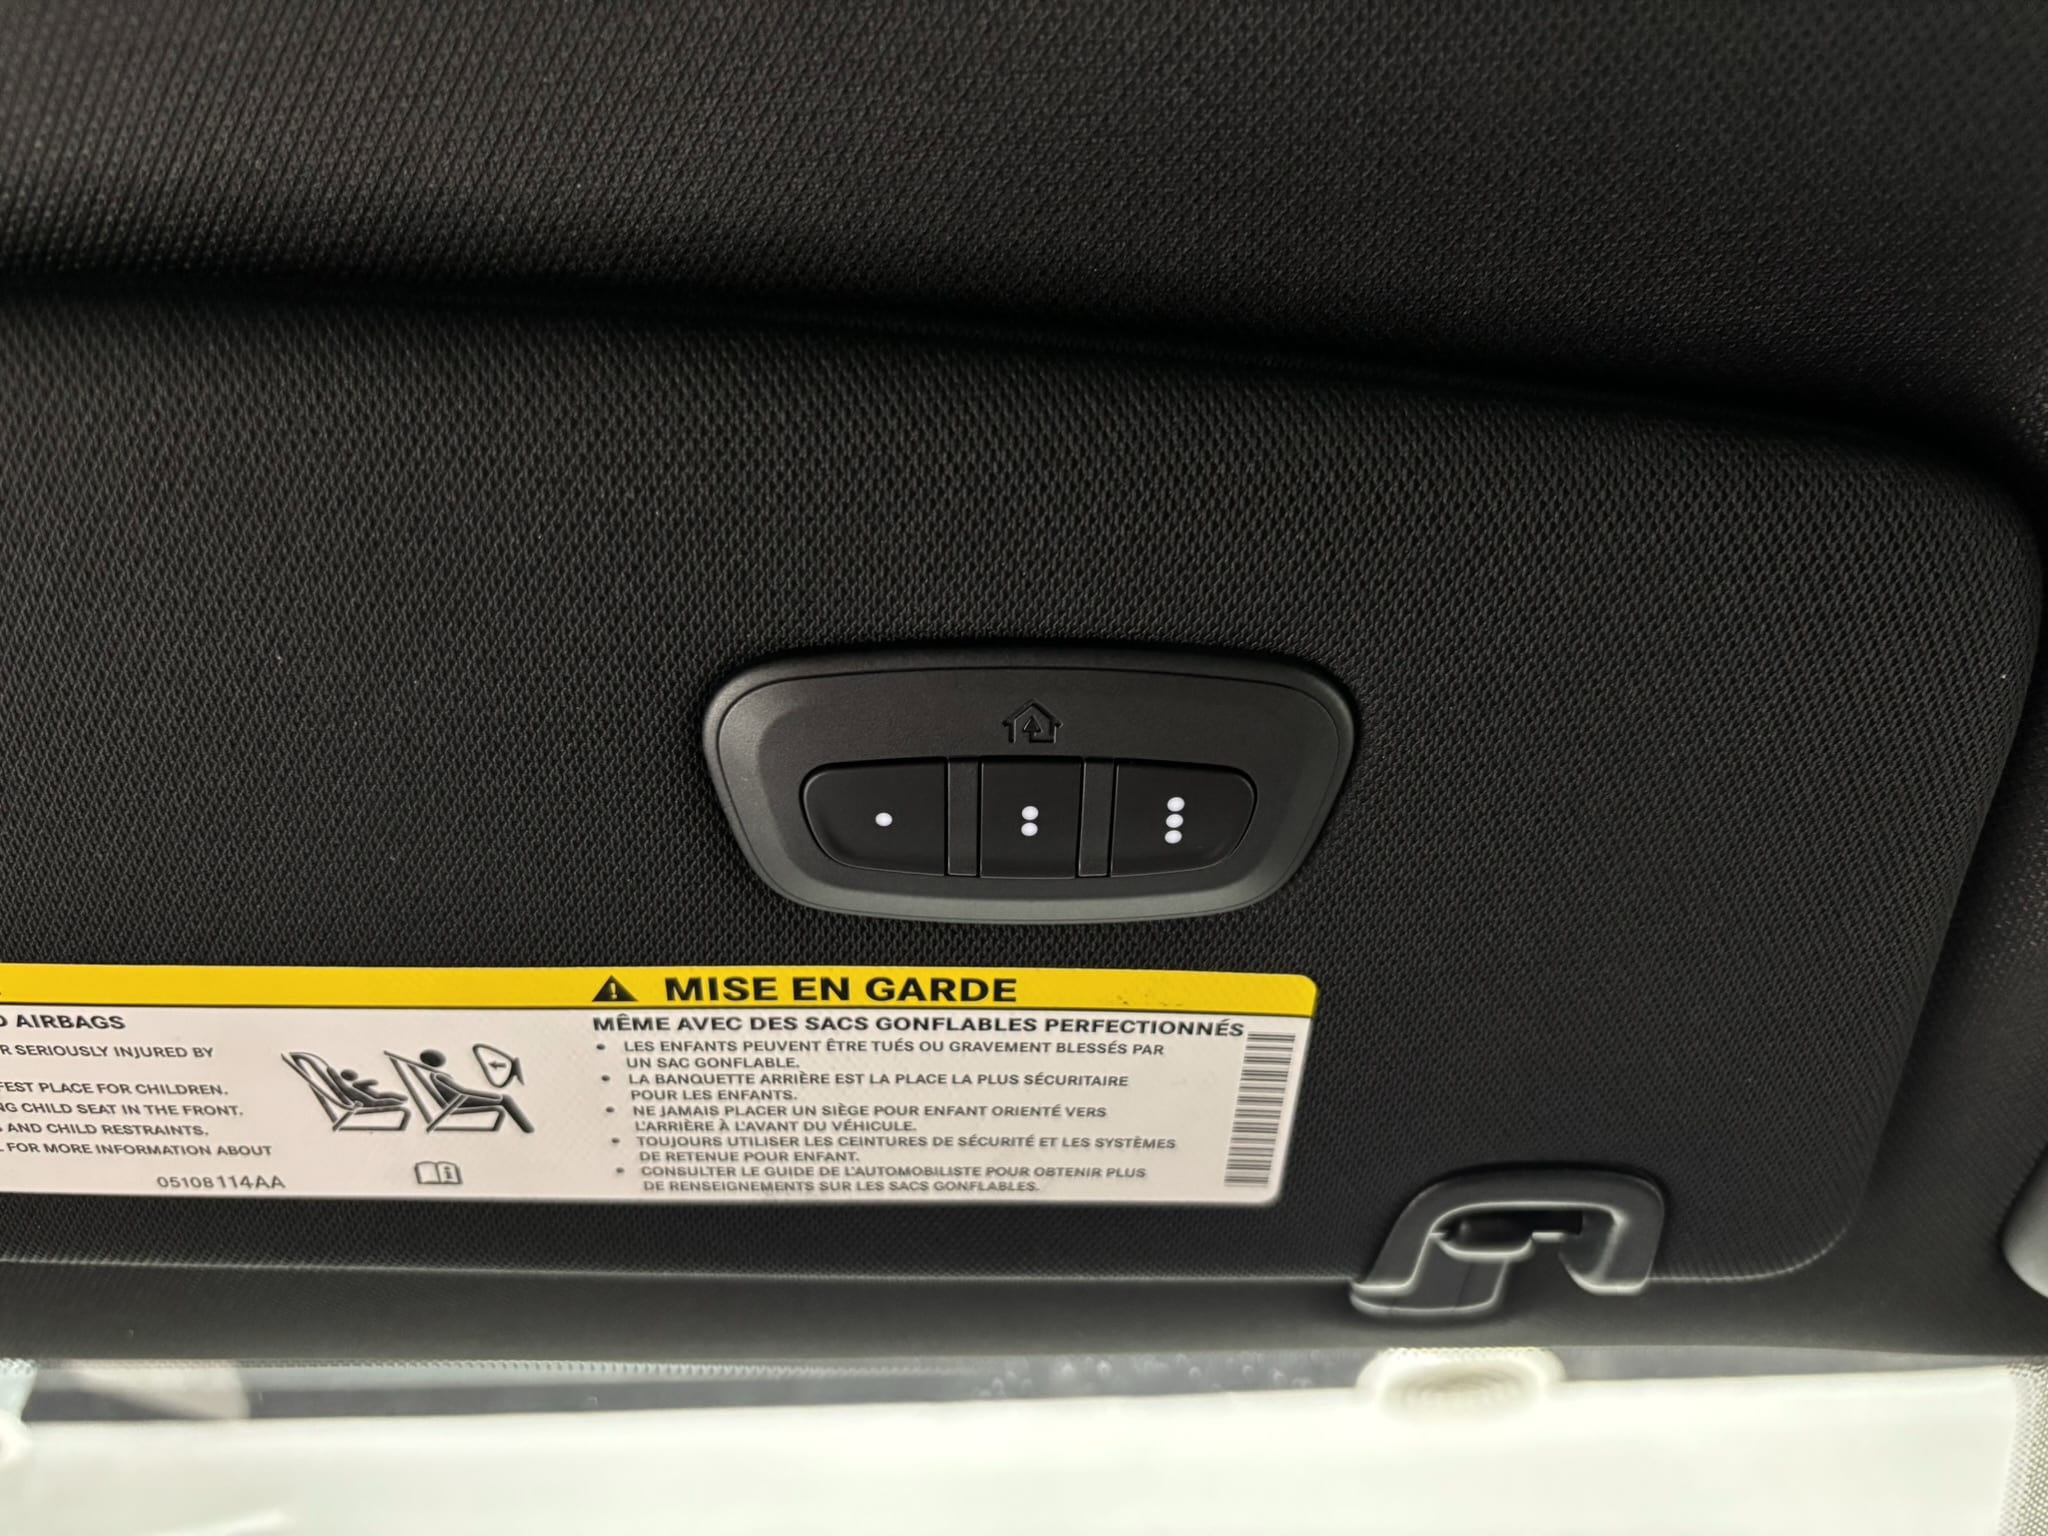 MISE EN GARDE
AIRBAGS
SERIOUSLY INJURED BY
PLACE FOR CHILDREN.
CHILD SEAT IN THE FRONT.
AND CHILD RESTRAINTS.
FOR MORE INFORMATION ABOUT
05108114AA
MÊME AVEC DES SACS GONFLABLES PERFECTIONNÉS
• LES ENFANTS PEUVENT ÊTRE TUÉS OU GRAVEMENT BLESSÉS PAR
UN SAC GONFLABLE.
• LA BANQUETTE ARRIÈRE EST LA PLACE LA PLUS SÉCURITAIRE
POUR LES ENFANTS.
• NE JAMAIS PLACER UN SIÈGE POUR ENFANT ORIENTÉ VERS
L'ARRIÈRE À L'AVANT DU VÉHICULE.
• TOUJOURS UTILISER LES CEINTURES DE SÉCURITÉ ET LES SYSTÈMES
DE RETENUE POUR ENFANT.
• CONSULTER LE GUIDE DE L'AUTOMOBILISTE POUR OBTENIR PLUS
DE RENSEIGNEMENTS SUR LES SACS GONFLABLES.